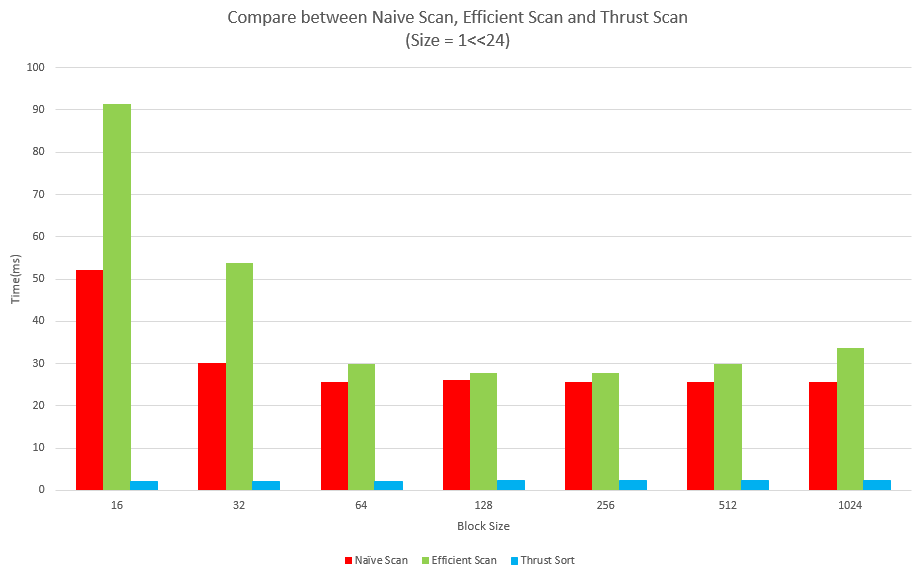 Compare between Naive Scan, Efficient Scan and Thrust Scan
(Size = 1<<24)
100
90
80
70
60
50
40
30
20
10
0
Time(ms)
16 32 64 128 256 512 1024
Block Size
Naïve Scan Efficient Scan Thrust Sort